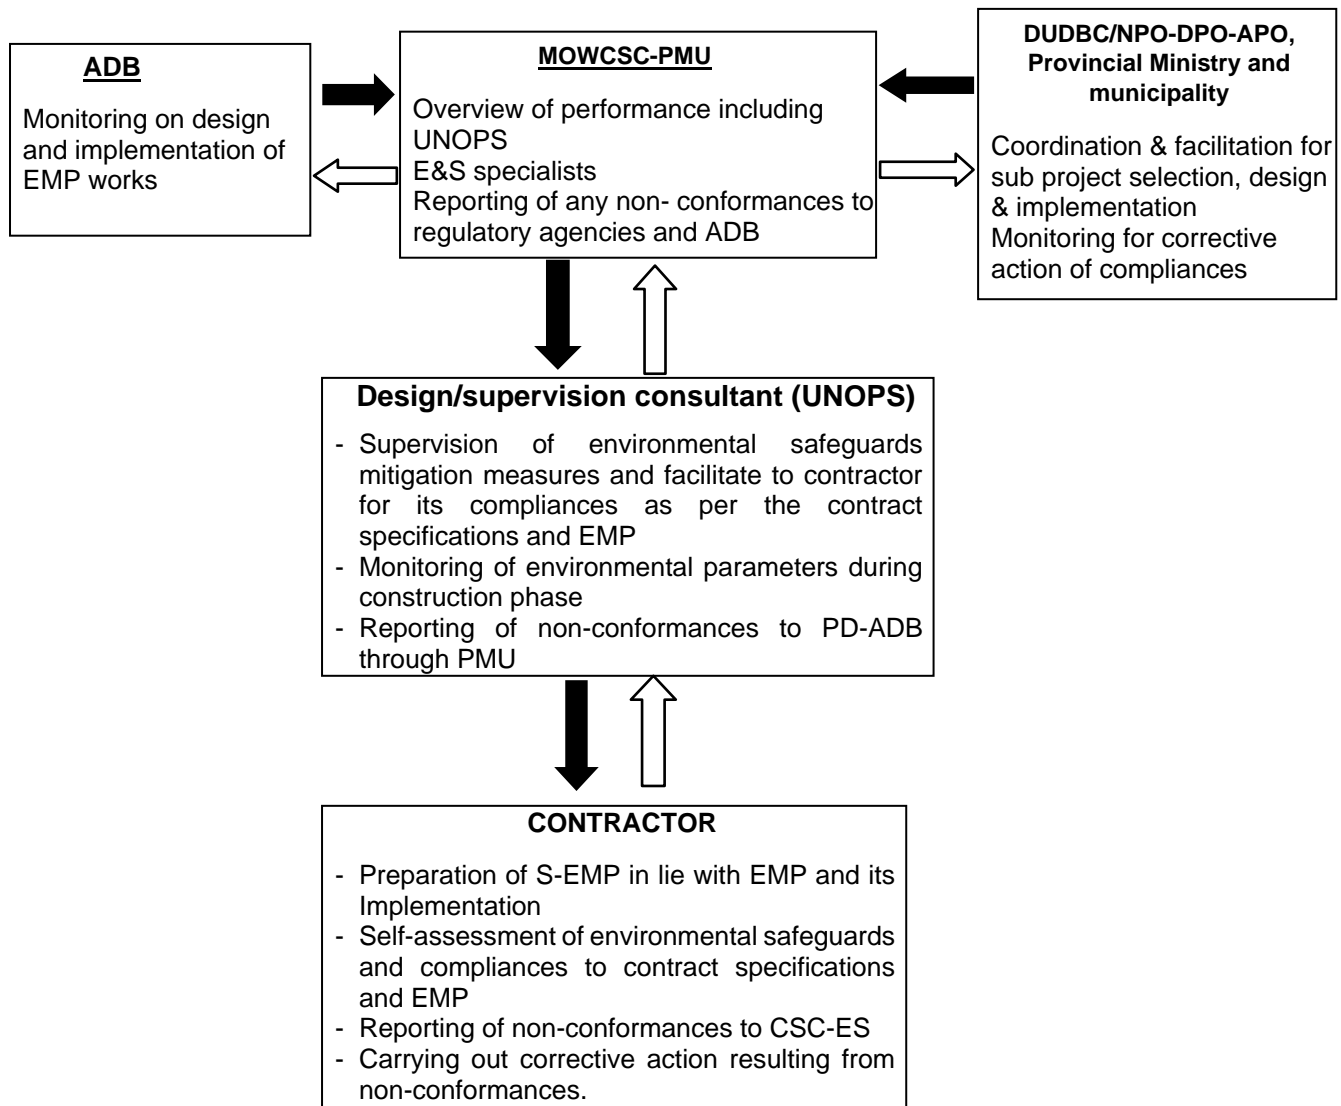 ADB
Monitoring on design
and implementation of
EMP works
MOWCSC-PMU
Overview of performance including
UNOPS
E&S specialists
Reporting of any non- conformances to
regulatory agencies and ADB
DUDBC/NPO-DPO-APO,
Provincial Ministry and
municipality
Coordination & facilitation for
sub project selection, design
& implementation
Monitoring for corrective
action of compliances
Design/supervision consultant (UNOPS)
- Supervision of environmental safeguards
mitigation measures and facilitate to contractor
for its compliances as per the contract
specifications and EMP
- Monitoring of environmental parameters during
construction phase
- Reporting of non-conformances to PD-ADB
through PMU
CONTRACTOR
- Preparation of S-EMP in lie with EMP and its
Implementation
- Self-assessment of environmental safeguards
and compliances to contract specifications
and EMP
- Reporting of non-conformances to CSC-ES
- Carrying out corrective action resulting from
non-conformances.